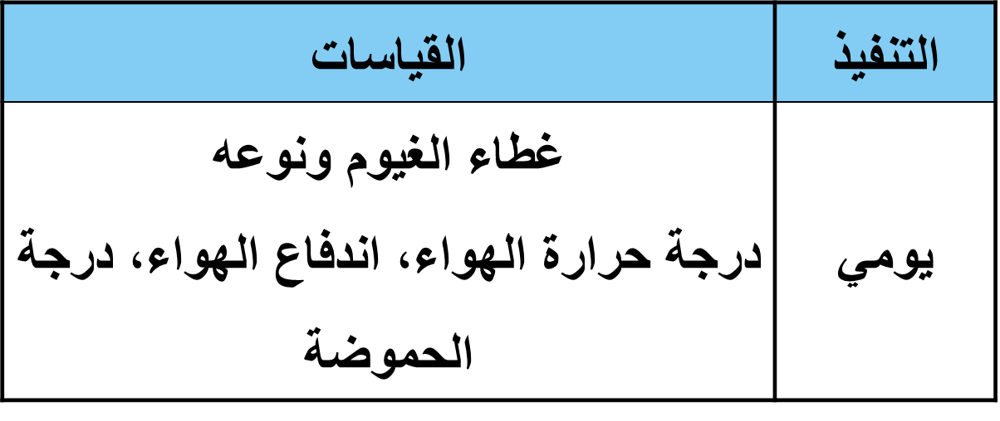 التنفيذ
القياسات
يومي
غطاء الغيوم ونوعه
درجة حرارة الهواء، اندفاع الهواء، درجة
الحموضة